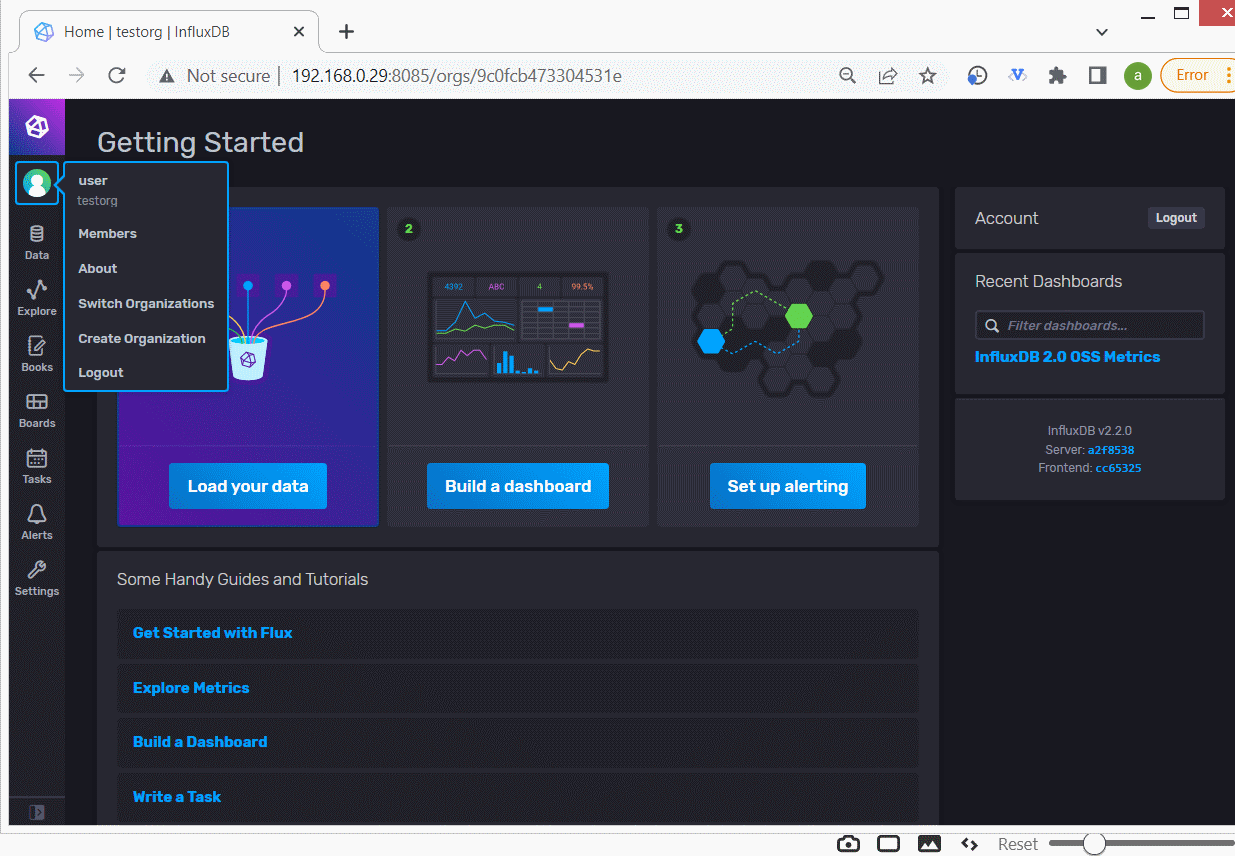 Home | testorg | InfluxDB
Not secure | 192.168.0.29:8085/orgs/9c0fcb473304531e
a
Error
Getting Started
user
testorg
Members
About
Switch Organizations
Create Organization
Logout
Data
Explore
Books
Boards
Tasks
Alerts
Settings
Load your data
2
4392 ABC 4 99.5%
Build a dashboard
3
Set up alerting
Some Handy Guides and Tutorials
Get Started with Flux
Explore Metrics
Build a Dashboard
Write a Task
Account
Logout
Recent Dashboards
Filter dashboards...
InfluxDB 2.0 OSS Metrics
InfluxDB v2.2.0
Server: a2f8538
Frontend: cc65325
Reset